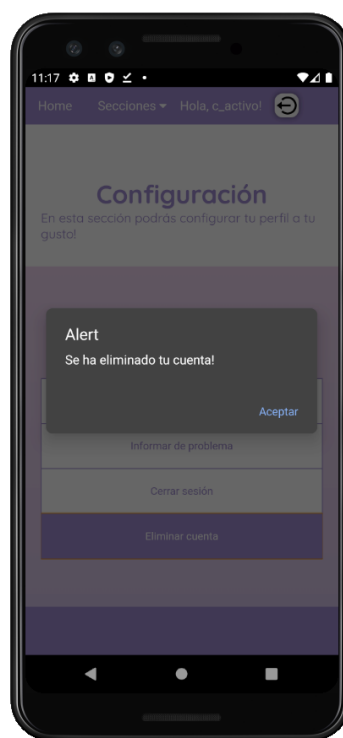 11:17
Home Secciones Hola, c_activo!
Configuración
En esta sección podrás configurar tu perfil a tu
gusto!
Alert
Se ha eliminado tu cuenta!
Aceptar
Informar de problema
Cerrar sesión
Eliminar cuenta